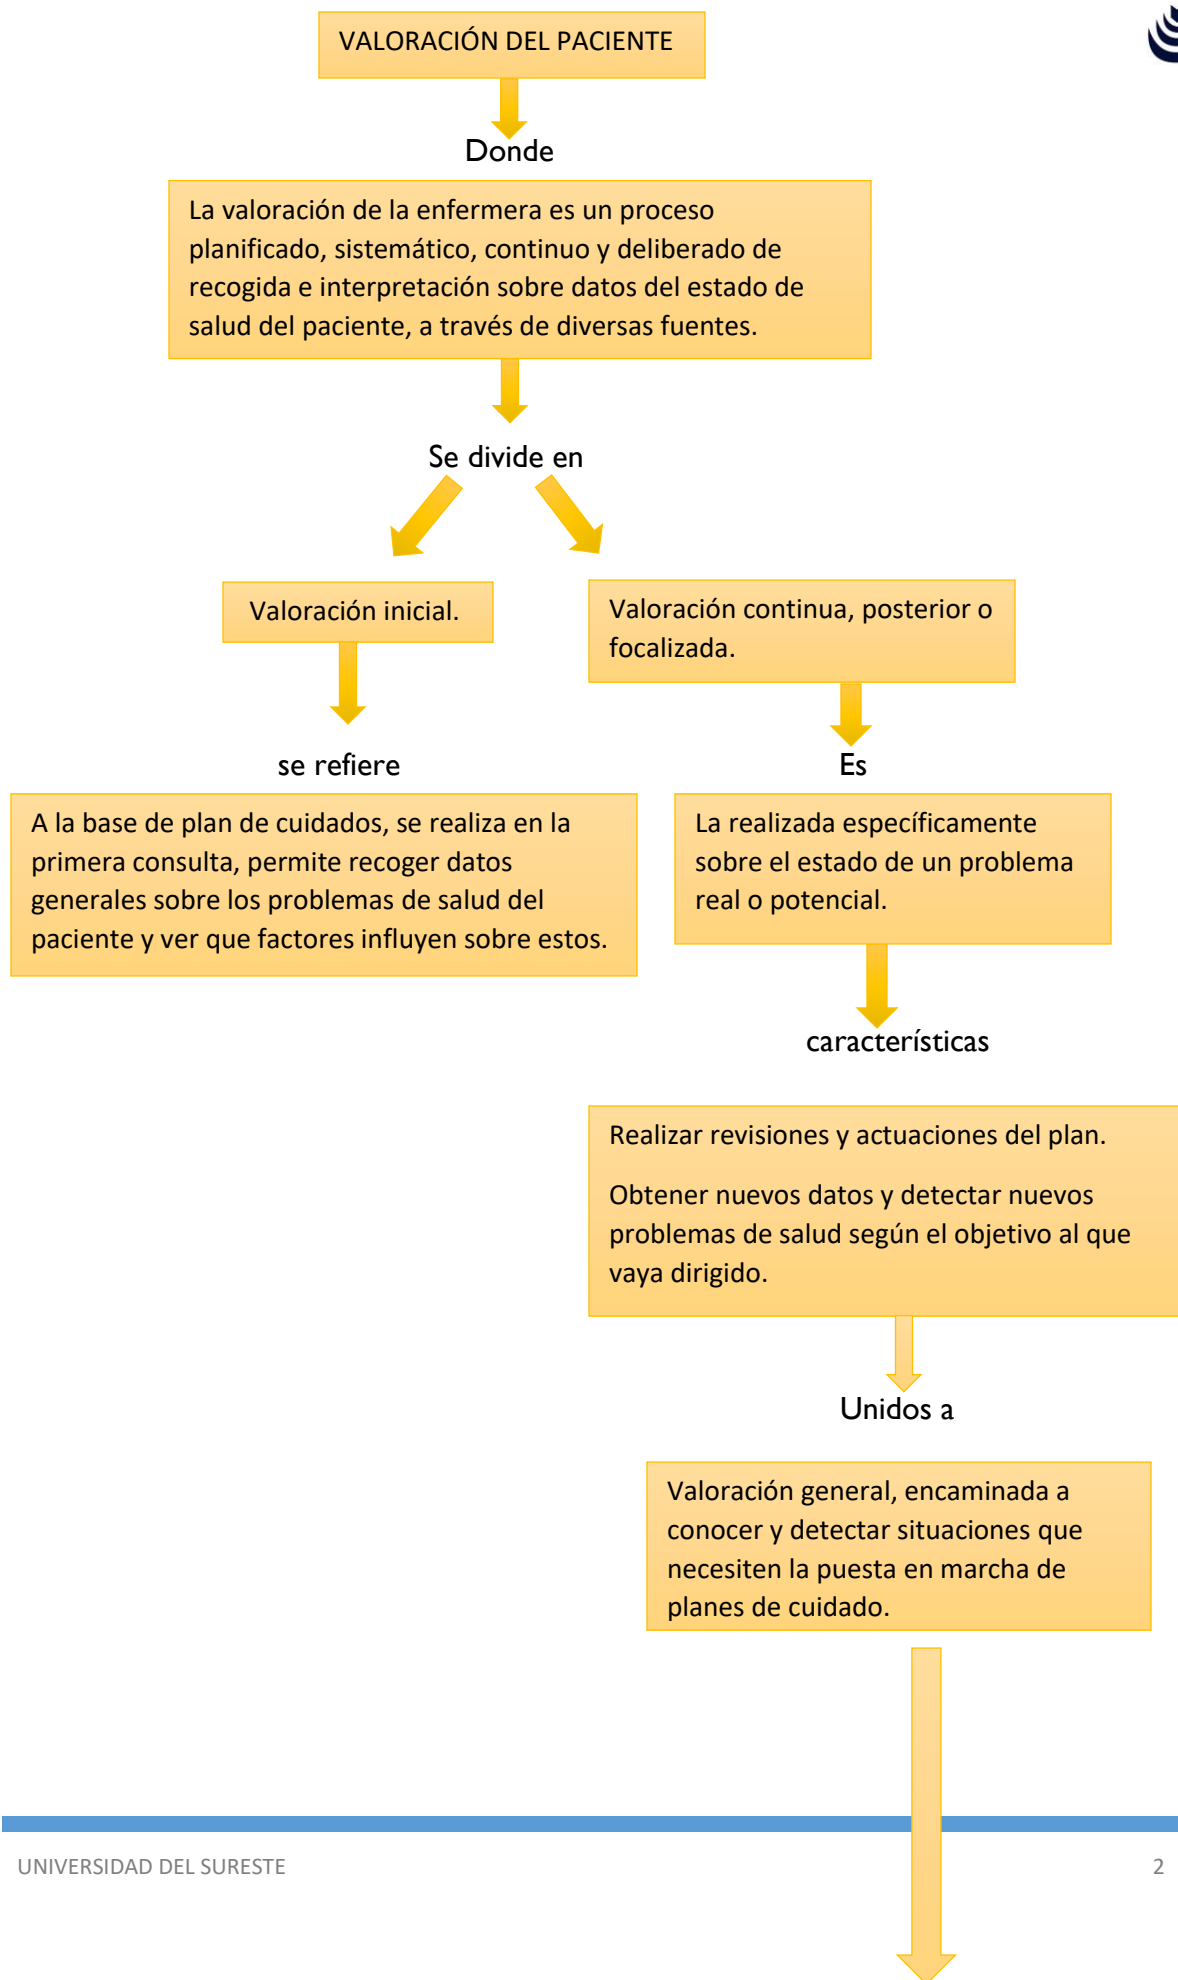 VALORACIÓN DEL PACIENTE
Donde
La valoración de la enfermera es un proceso
planificado, sistemático, continuo y deliberado de
recogida e interpretación sobre datos del estado de
salud del paciente, a través de diversas fuentes.
Se divide en
Valoración inicial.
se refiere
A la base de plan de cuidados, se realiza en la
primera consulta, permite recoger datos
generales sobre los problemas de salud del
paciente y ver que factores influyen sobre estos.
Valoración continua, posterior o
focalizada.
Es
La realizada específicamente
sobre el estado de un problema
real o potencial.
características
Realizar revisiones y actuaciones del plan.
Obtener nuevos datos y detectar nuevos
problemas de salud según el objetivo al que
vaya dirigido.
Unidos a
Valoración general, encaminada a
conocer y detectar situaciones que
necesiten la puesta en marcha de
planes de cuidado.
UNIVERSIDAD DEL SURESTE
2